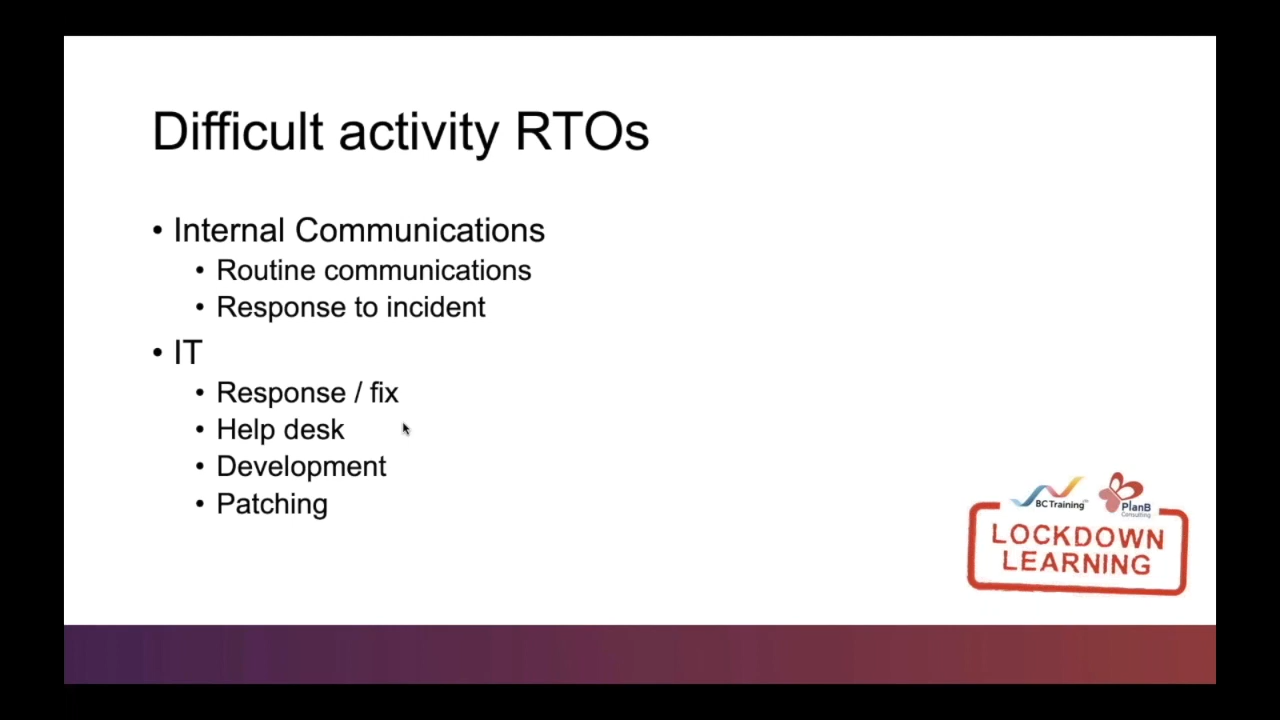 Difficult activity RTOs
• Internal Communications
• Routine communications
• Response to incident
• IT
• Response / fix
• Help desk
• Development
• Patching
BC Training
PlanB
Consulting
LOCKDOWN
LEARNING